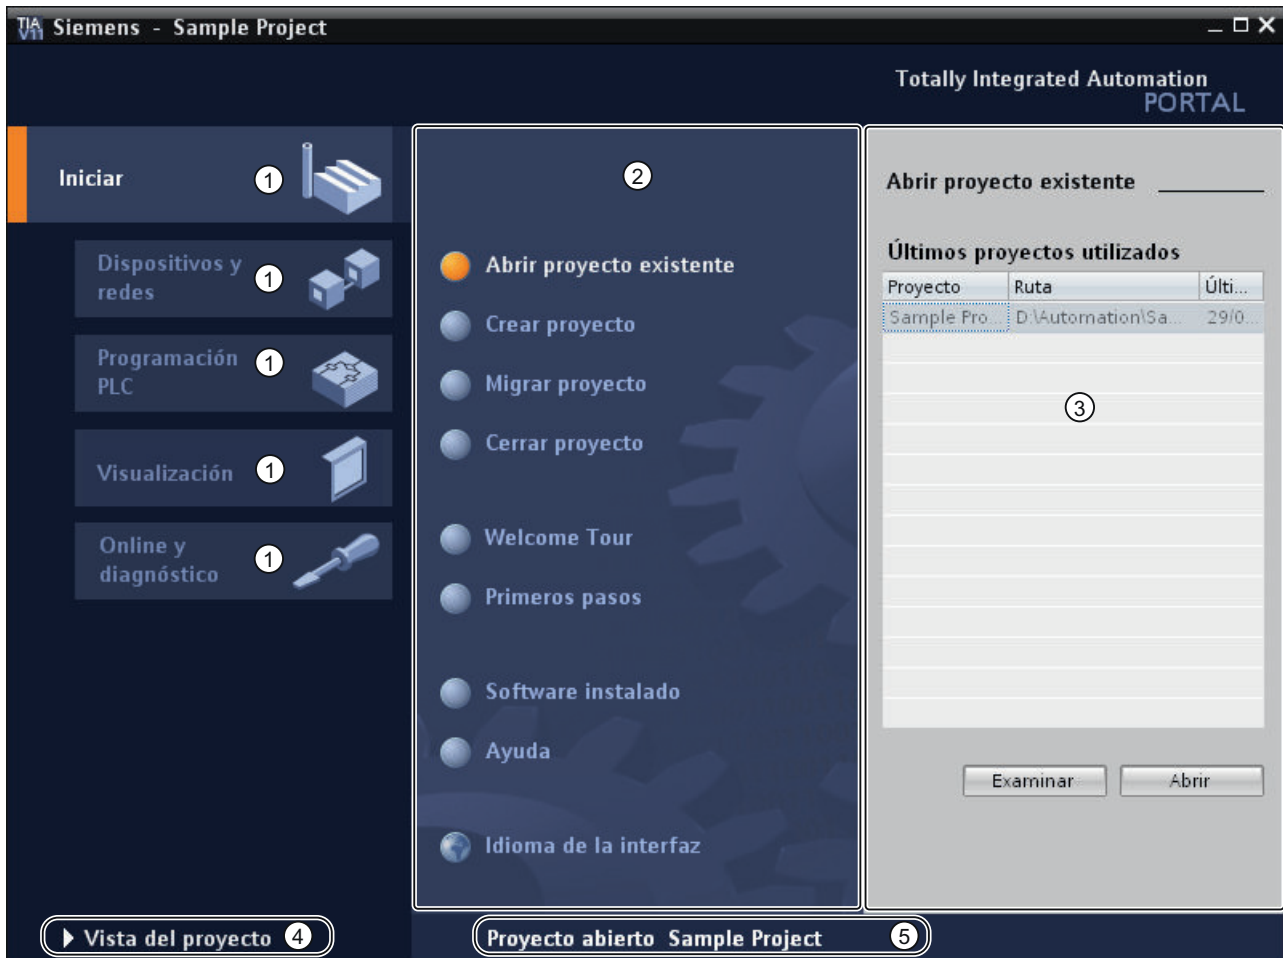 TIA V11 Siemens - Sample Project
Totally Integrated Automation
PORTAL
Iniciar 1
Dispositivos y
redes
1
Programación
PLC
1
Visualización 1
Online y
diagnóstico
1
2
Abrir proyecto existente
Crear proyecto
Migrar proyecto
Cerrar proyecto
Welcome Tour
Primeros pasos
Software instalado
Ayuda
Idioma de la interfaz
Abrir proyecto existente
Últimos proyectos utilizados
Proyecto Ruta Últi...
Sample Pro... D:\Automation\Sa... 29/0...
3
Examinar Abrir
Vista del proyecto 4
Proyecto abierto Sample Project 5